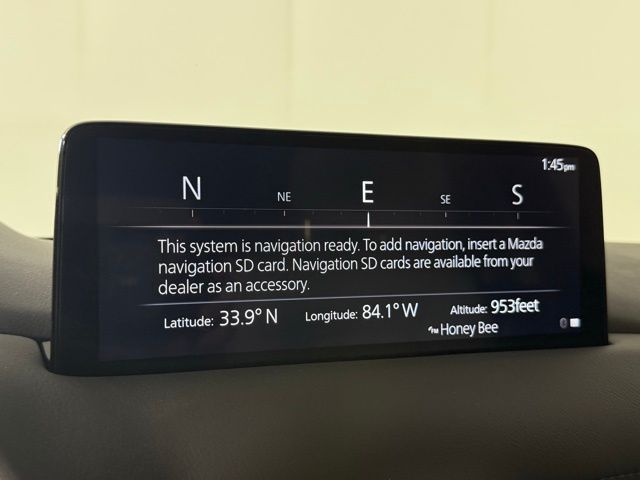 1:45pm
N NE E SE S
This system is navigation ready. To add navigation, insert a Mazda
navigation SD card. Navigation SD cards are available from your
dealer as an accessory.
Latitude: 33.9° N Longitude: 84.1° W Altitude: 953feet
FM Honey Bee